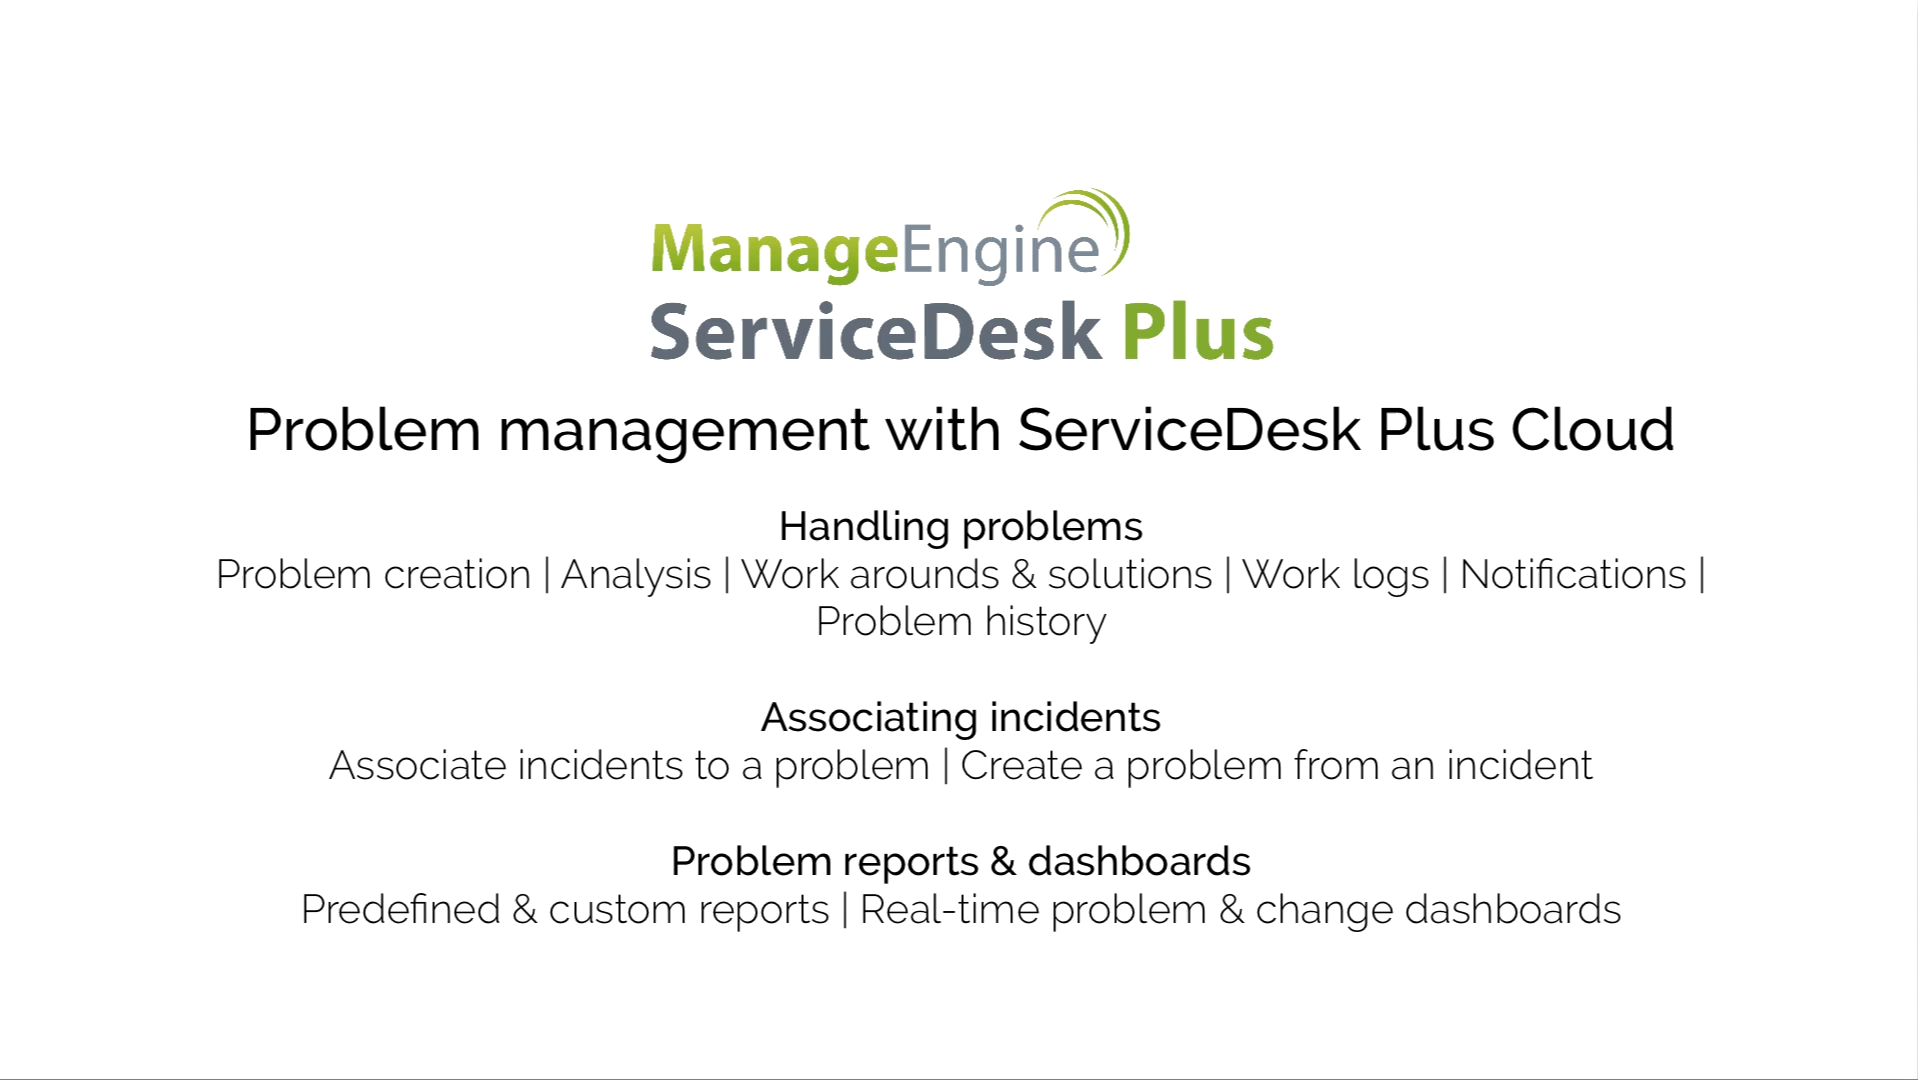 ManageEngine
ServiceDesk Plus
Problem management with ServiceDesk Plus Cloud
Handling problems
Problem creation | Analysis | Work arounds & solutions | Work logs | Notifications |
Problem history
Associating incidents
Associate incidents to a problem | Create a problem from an incident
Problem reports & dashboards
Predefined & custom reports | Real-time problem & change dashboards